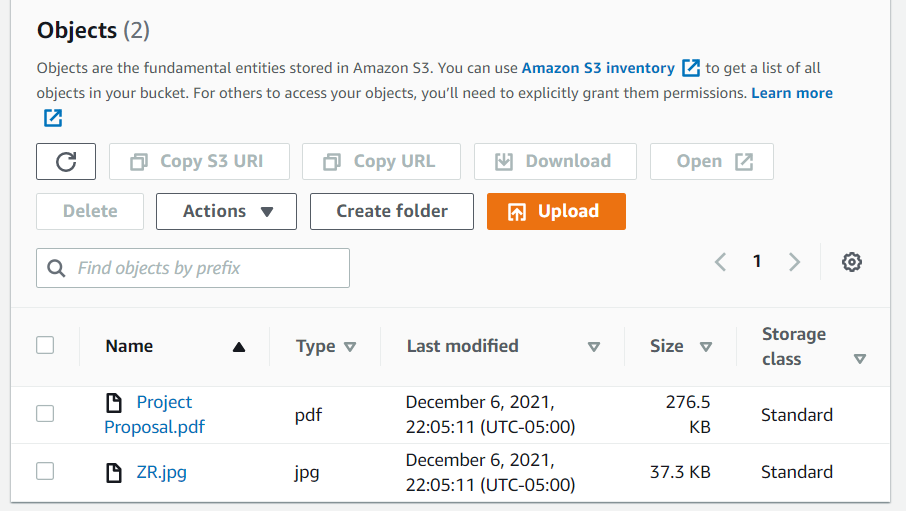 Objects (2)
Objects are the fundamental entities stored in Amazon S3. You can use Amazon S3 inventory to get a list of all
objects in your bucket. For others to access your objects, you'll need to explicitly grant them permissions. Learn more
Copy S3 URI Copy URL Download Open
Delete Actions Create folder Upload
Find objects by prefix 1
Name Type Last modified Size Storage
class
Project
Proposal.pdf
pdf
December 6, 2021,
22:05:11 (UTC-05:00)
276.5
KB
Standard
ZR.jpg
jpg
December 6, 2021,
22:05:11 (UTC-05:00)
37.3 KB
Standard